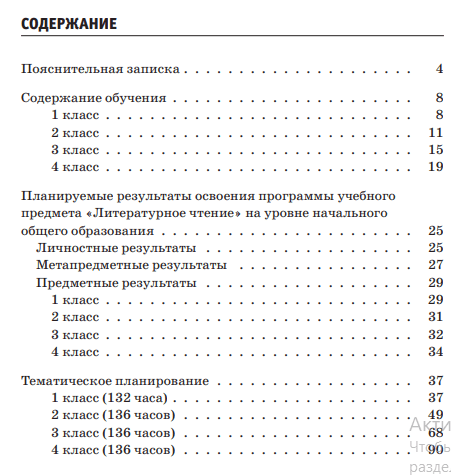 СОДЕРЖАНИЕ
Пояснительная записка . . . . . . . . . . . . . . . . . . . 4
Содержание обучения . . . . . . . . . . . . . . . . . . . . 8
1 класс . . . . . . . . . . . . . . . . . . . . . . . . 8
2 класс . . . . . . . . . . . . . . . . . . . . . . . . 11
3 класс . . . . . . . . . . . . . . . . . . . . . . . . 15
4 класс . . . . . . . . . . . . . . . . . . . . . . . . 19
Планируемые результаты освоения программы учебного
предмета «Литературное чтение» на уровне начального
общего образования . . . . . . . . . . . . . . . . . . . . 25
Личностные результаты . . . . . . . . . . . . . . . . . 25
Метапредметные результаты . . . . . . . . . . . . . . 27
Предметные результаты . . . . . . . . . . . . . . . . . 29
1 класс . . . . . . . . . . . . . . . . . . . . . . . . 29
2 класс . . . . . . . . . . . . . . . . . . . . . . . . 31
3 класс . . . . . . . . . . . . . . . . . . . . . . . . 32
4 класс . . . . . . . . . . . . . . . . . . . . . . . . 34
Тематическое планирование . . . . . . . . . . . . . . . . 37
1 класс (132 часа) . . . . . . . . . . . . . . . . . . . 37
2 класс (136 часов) . . . . . . . . . . . . . . . . . . 49
3 класс (136 часов) . . . . . . . . . . . . . . . . . . 68
4 класс (136 часов) . . . . . . . . . . . . . . . . . . 90
Акти
Чтобь
разде.